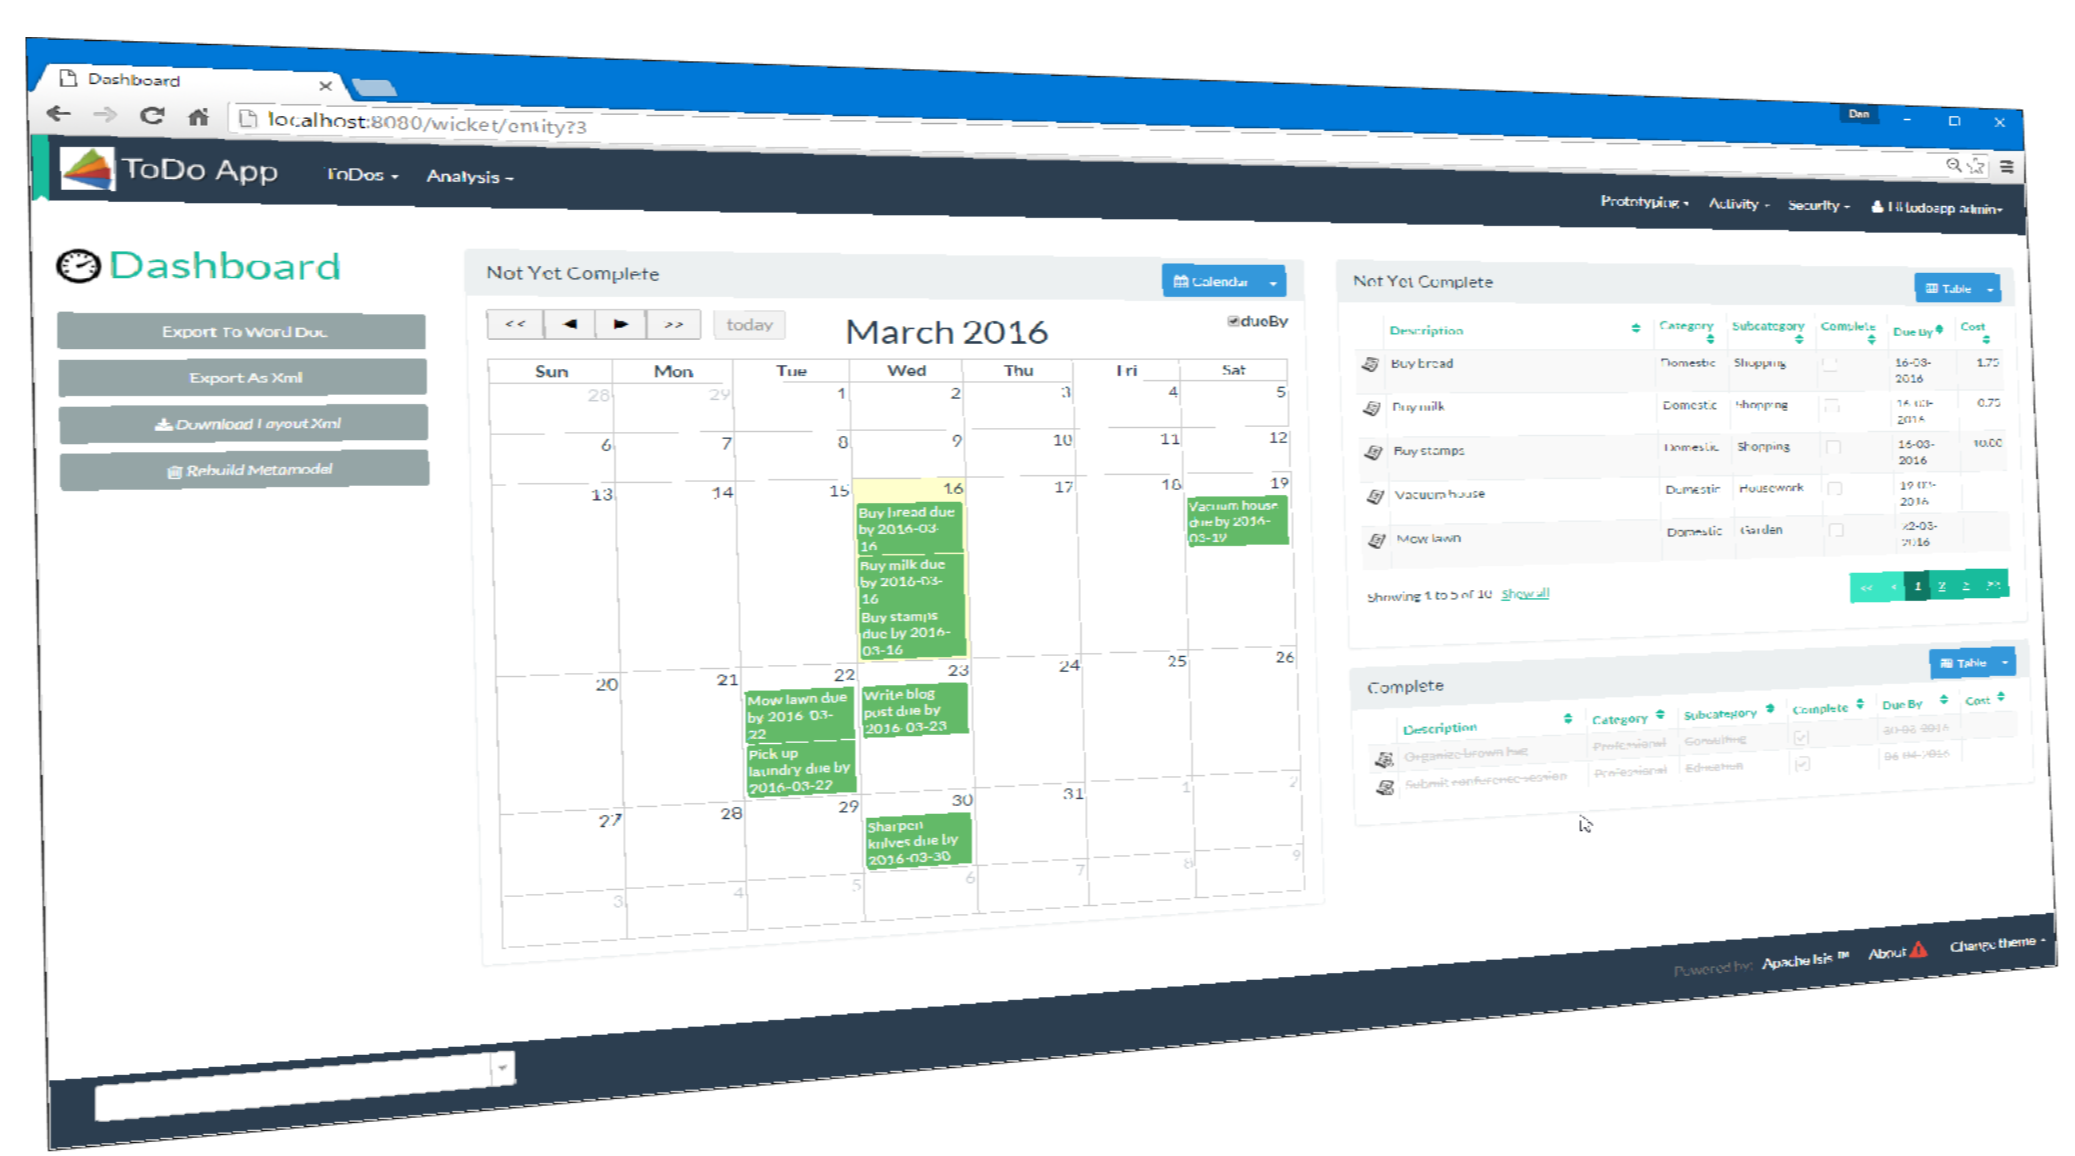 Dashboard
Dan
localhost:8080/wicket/entity?3
ToDo App
ToDos
Analysis
Prototyping
Activity
Security
Hi todoapp admin
Dashboard
Export To Word Doc
Export As Xml
Download Layout Xml
Rebuild Metamodel
Not Yet Complete
Calendar
<<
>>
today
March 2016
dueBy
Sun Mon Tue Wed Thu Fri Sat
28 29 1 2 3 4 5
6 7 8 9 10 11 12
13 14 15 16 17 18 19
Buy bread due
by 2016-03-
16
Buy milk due
by 2016-03-
16
Buy stamps
due by 2016-
03-16
Vacuum house
due by 2016-
03-19
20 21 22 23 24 25 26
Mow lawn due
by 2016-03-
22
Pick up
laundry due by
2016-03-22
Write blog
post due by
2016-03-23
27 28 29 30 31 1 2
Sharpen
knives due by
2016-03-30
3 4 5 6 7 8 9
Not Yet Complete
Table
Description Category Subcategory Complete Due By Cost
Buy bread Domestic Shopping 16-03-2016 1.75
Buy milk Domestic Shopping 16-03-2016 0.75
Buy stamps Domestic Shopping 16-03-2016 10.00
Vacuum house Domestic Housework 19-03-2016
Mow lawn Domestic Garden 22-03-2016
Showing 1 to 5 of 10 Show all
<< < 1 2 > >>
Complete
Table
Description Category Subcategory Complete Due By Cost
Organize brown bag Professional Consulting
Submit conference session Professional Education 06-04-2016
Powered by: Apache Isis ™ About Change theme